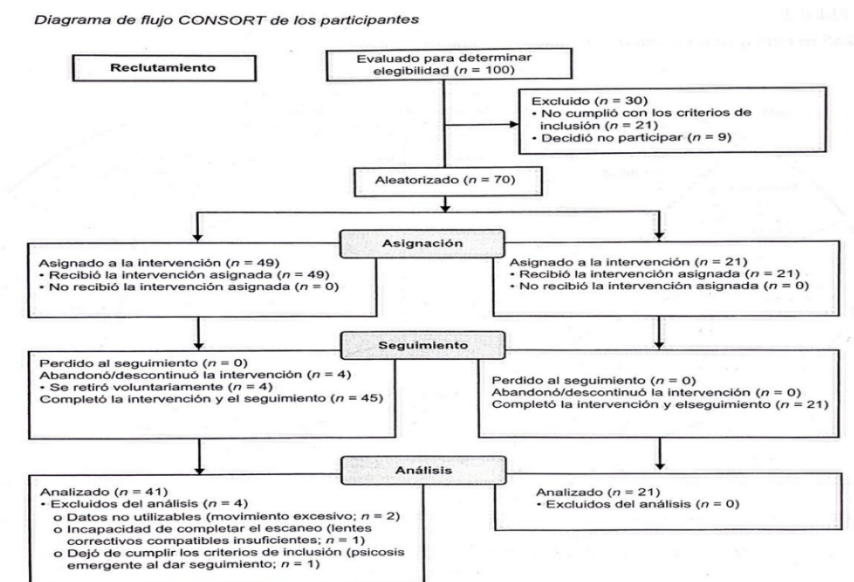 Diagrama de flujo CONSORT de los participantes
Reclutamiento
Evaluado para determinar
elegibilidad (n = 100)
Excluido (n = 30)
• No cumplió con los criterios de
inclusión (n = 21)
• Decidió no participar (n = 9)
Aleatorizado (n = 70)
Asignación
Asignado a la intervención (n = 49)
• Recibió la intervención asignada (n = 49)
• No recibió la intervención asignada (n = 0)
Asignado a la intervención (n = 21)
• Recibió la intervención asignada (n = 21)
• No recibió la intervención asignada (n = 0)
Seguimiento
Perdido al seguimiento (n = 0)
Abandonó/descontinuó la intervención (n = 4)
• Se retiró voluntariamente (n = 4)
Completó la intervención y el seguimiento (n = 45)
Perdido al seguimiento (n = 0)
Abandonó/descontinuó la intervención (n = 0)
Completó la intervención y elseguimiento (n = 21)
Análisis
Analizado (n = 41)
• Excluidos del análisis (n = 4)
o Datos no utilizables (movimiento excesivo; n = 2)
o Incapacidad de completar el escaneo (lentes
correctivos compatibles insuficientes; n = 1)
o Dejó de cumplir los criterios de inclusión (psicosis
emergente al dar seguimiento; n = 1)
Analizado (n = 21)
• Excluidos del análisis (n = 0)